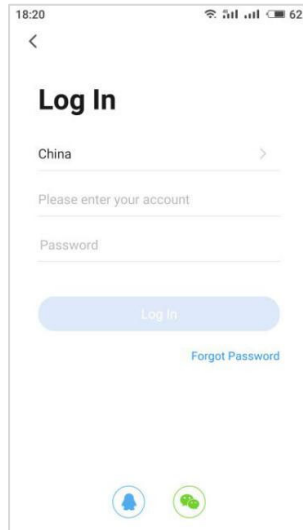 18:20
62
Log In
China
Please enter your account
Password
Log In
Forgot Password